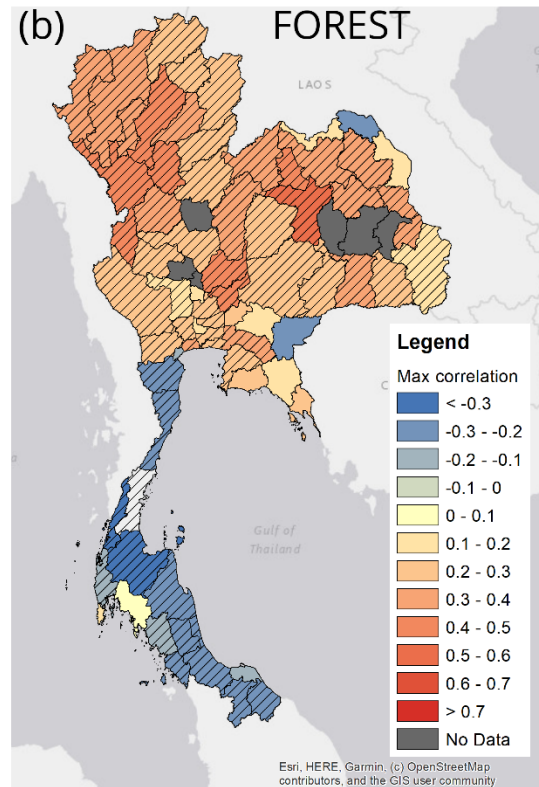 (b) FOREST
LAOS
Legend
Max correlation
< -0.3
-0.3 - -0.2
-0.2 - -0.1
-0.1 - 0
0 - 0.1
0.1 - 0.2
0.2 - 0.3
0.3 - 0.4
0.4 - 0.5
0.5 - 0.6
0.6 - 0.7
> 0.7
No Data
Gulf of
Thailand
Esri, HERE, Garmin, (c) OpenStreetMap
contributors, and the GIS user community